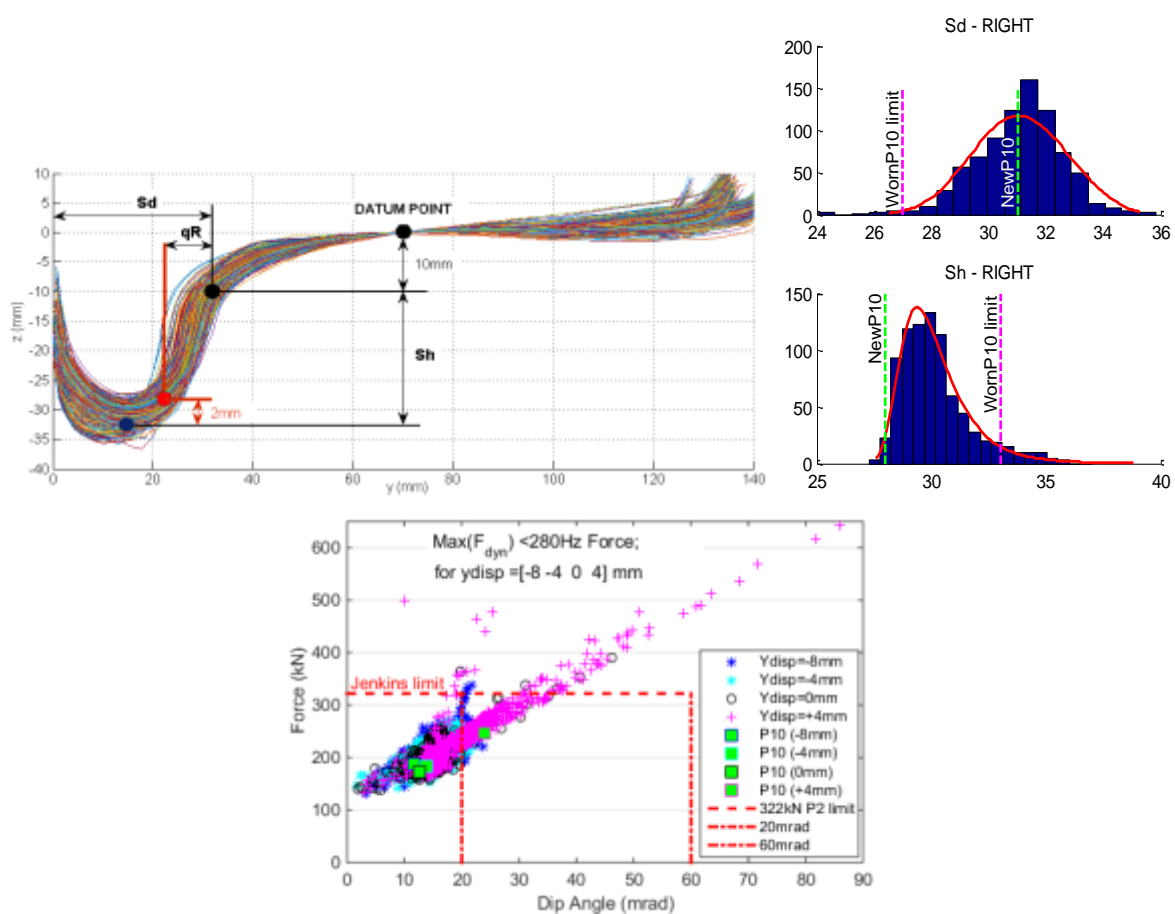 10
5
0
-5
-10
-15
-20
-25
-30
-35
-40
z (mm)
Sd
qR
DATUM POINT
10mm
Sh
2mm
0
20
40
60
80
100
120
140
y (mm)
Sd - RIGHT
200
150
100
50
0
WornP10 limit
NewP10
24
26
28
30
32
34
36
Sh - RIGHT
150
100
50
0
NewP10
WornP10 limit
25
30
35
40
Max(F_dyn) <280Hz Force;
for ydisp =[-8 -4 0 4] mm
600
500
400
300
200
100
0
Force (kN)
Jenkins limit
Ydisp=-8mm
Ydisp=-4mm
Ydisp=0mm
Ydisp=+4mm
P10 (-8mm)
P10 (-4mm)
P10 (0mm)
P10 (+4mm)
322kN P2 limit
20mrad
60mrad
0
10
20
30
40
50
60
70
80
90
Dip Angle (mrad)